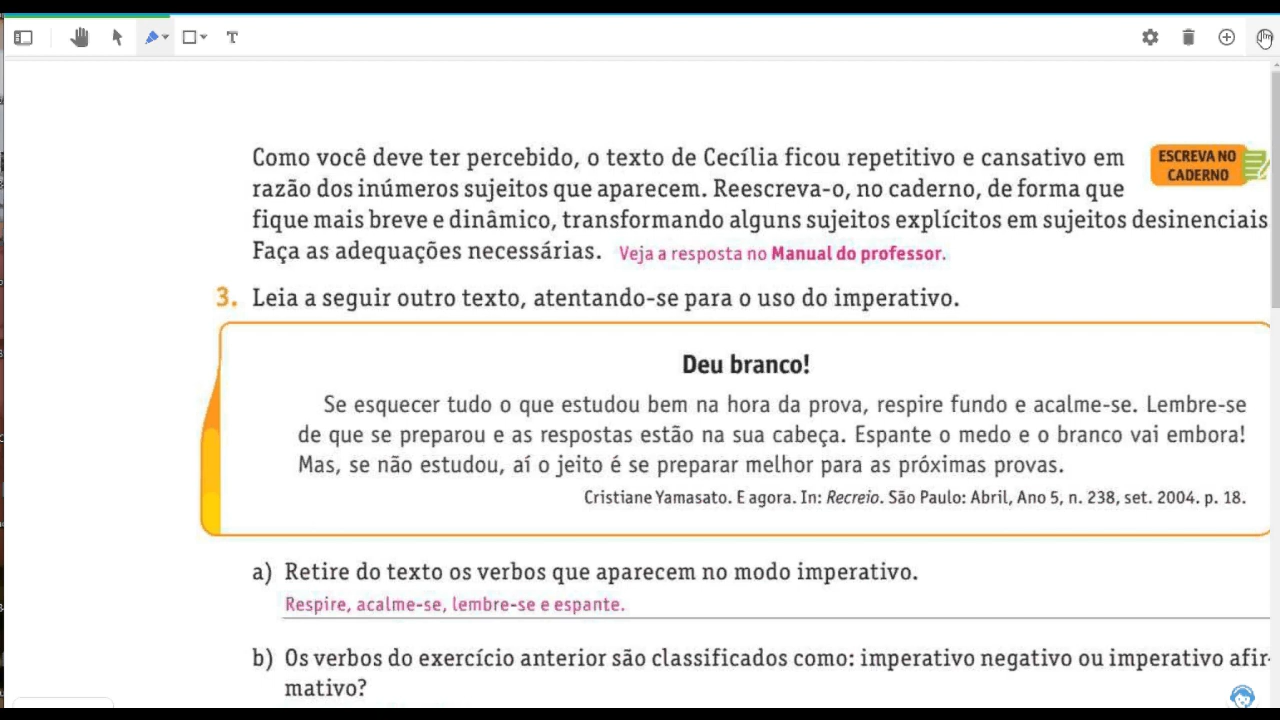 T
Como você deve ter percebido, o texto de Cecília ficou repetitivo e cansativo em
razão dos inúmeros sujeitos que aparecem. Reescreva-o, no caderno, de forma que
fique mais breve e dinâmico, transformando alguns sujeitos explícitos em sujeitos desinenciais
Faça as adequações necessárias. Veja a resposta no Manual do professor.
ESCREVA NO
CADERNO
3. Leia a seguir outro texto, atentando-se para o uso do imperativo.
Deu branco!
Se esquecer tudo o que estudou bem na hora da prova, respire fundo e acalme-se. Lembre-se
de que se preparou e as respostas estão na sua cabeça. Espante o medo e o branco vai embora!
Mas, se não estudou, aí o jeito é se preparar melhor para as próximas provas.
Cristiane Yamasato. E agora. In: Recreio. São Paulo: Abril, Ano 5, n. 238, set. 2004. p. 18.
a) Retire do texto os verbos que aparecem no modo imperativo.
Respire, acalme-se, lembre-se e espante.
b) Os verbos do exercício anterior são classificados como: imperativo negativo ou imperativo afir-
mativo?